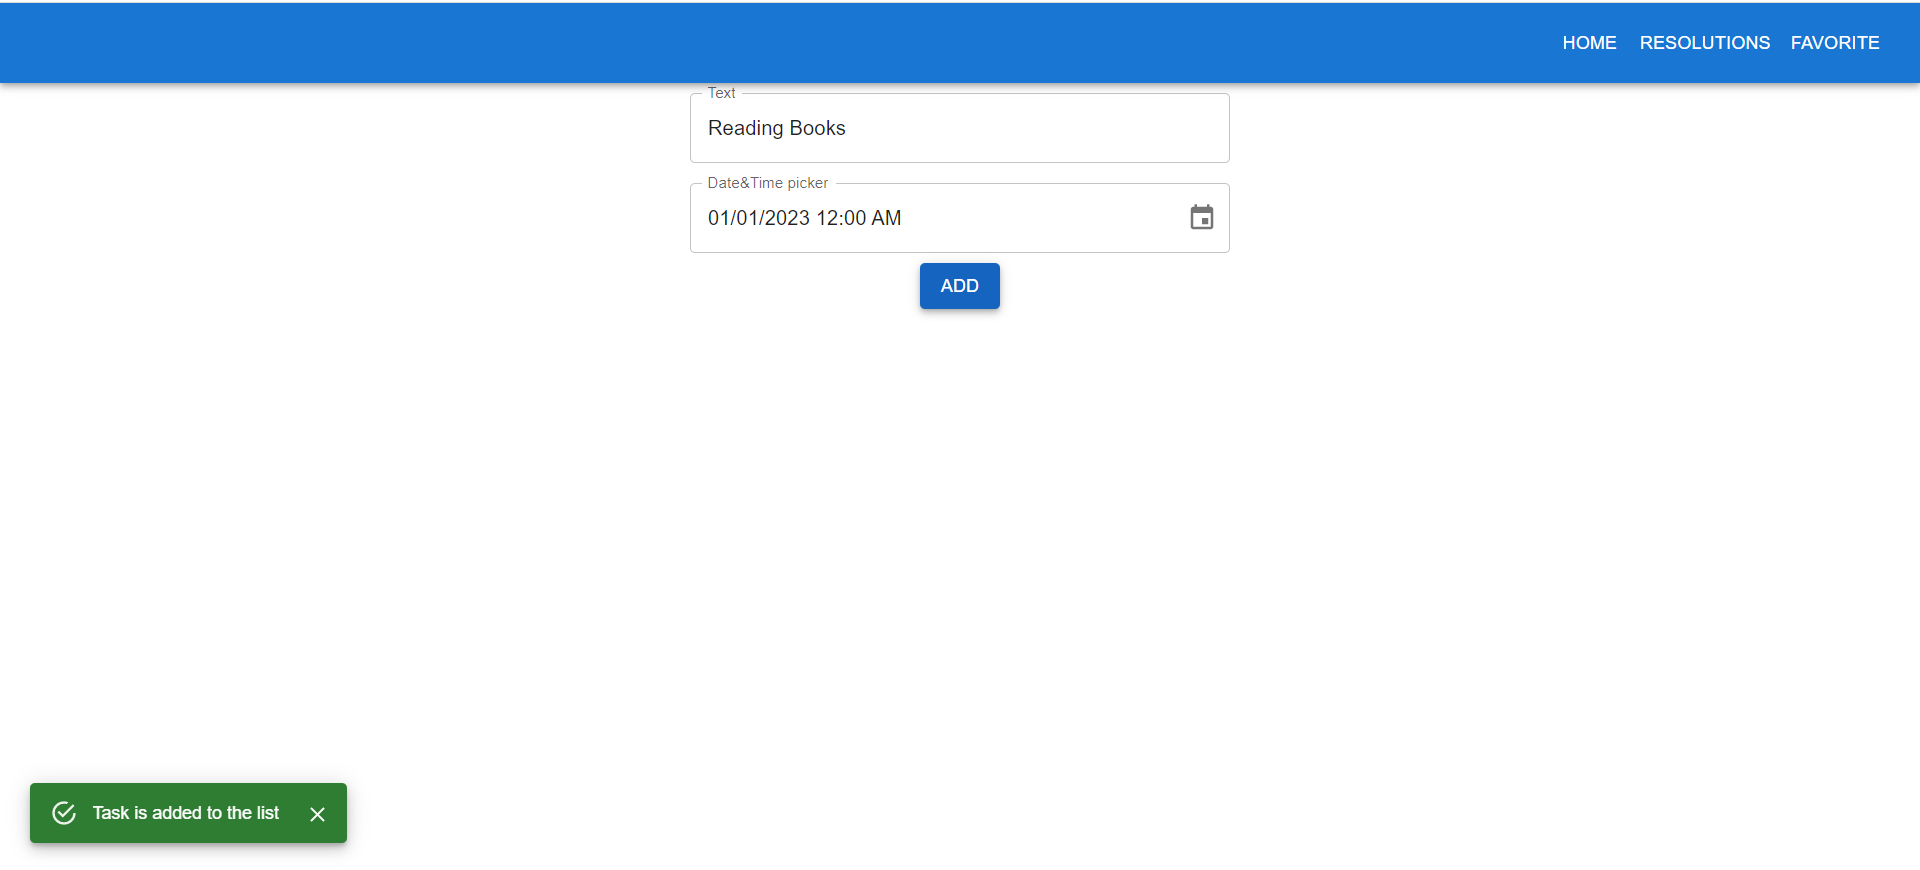 HOME RESOLUTIONS FAVORITE
Text
Reading Books
Date&Time picker
01/01/2023 12:00 AM
ADD
Task is added to the list